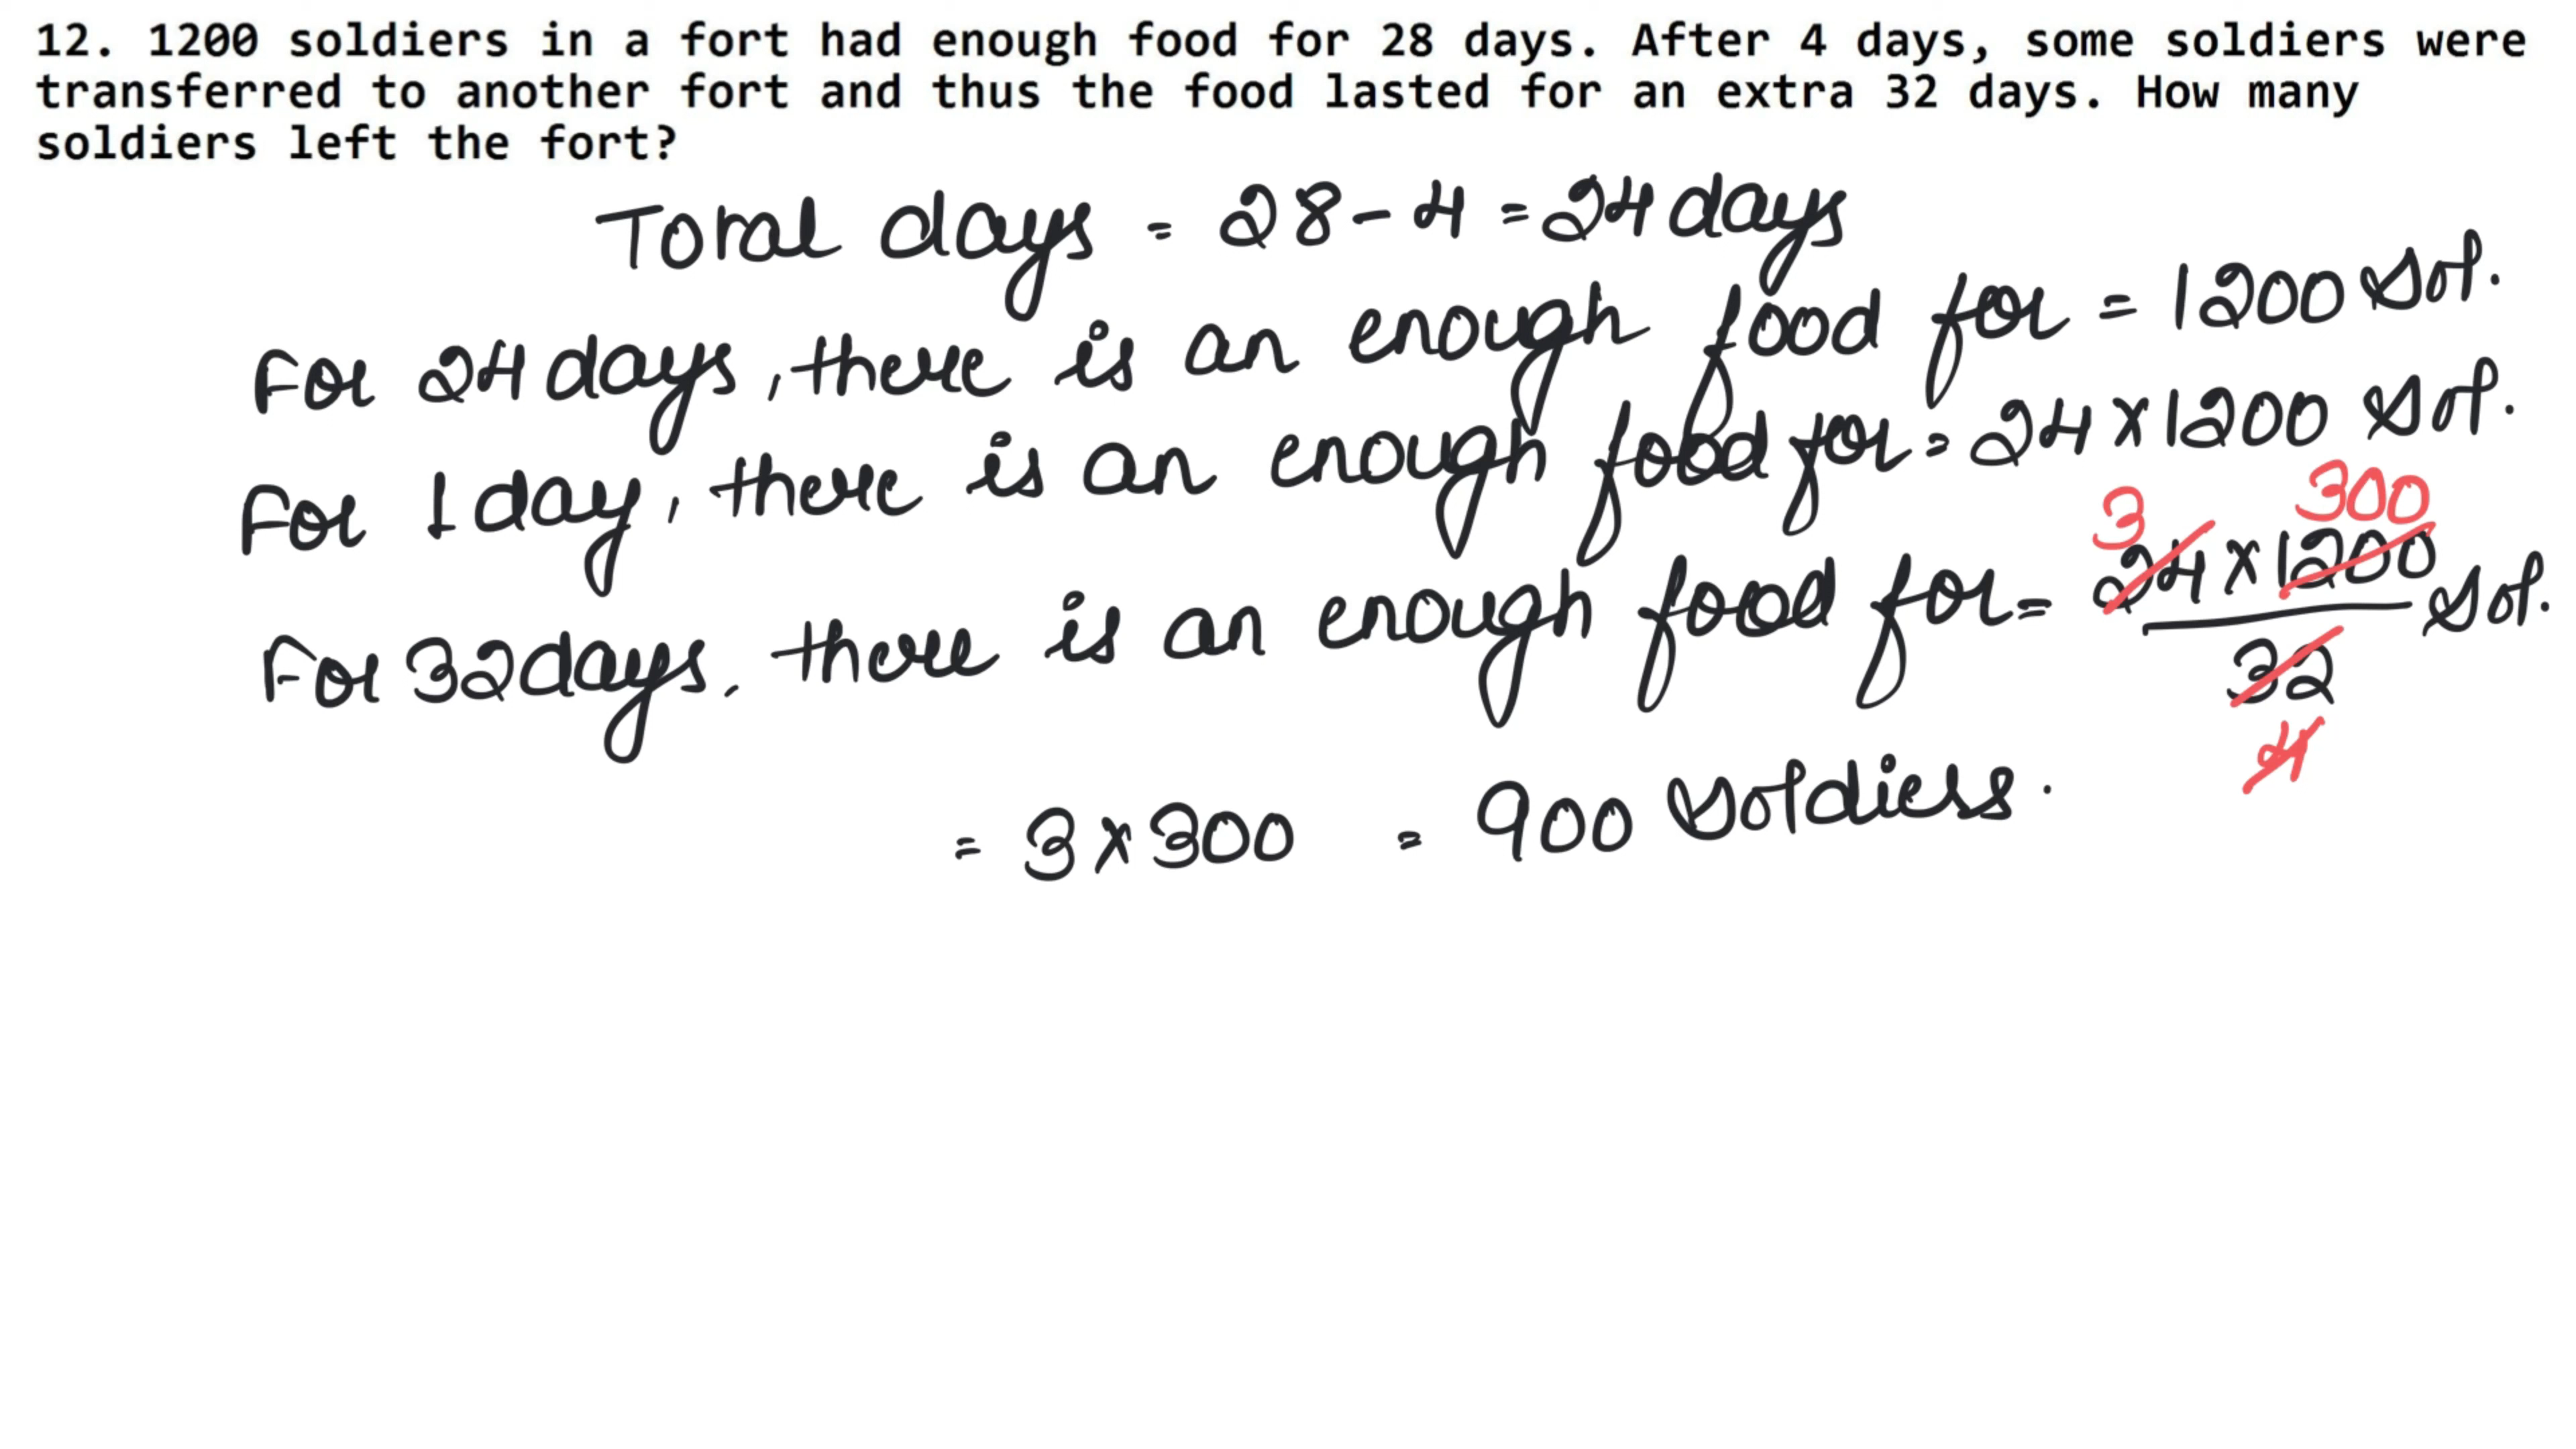 12. 1200 soldiers in a fort had enough food for 28 days. After 4 days, some soldiers were
transferred to another fort and thus the food lasted for an extra 32 days. How many
soldiers left the fort?
Total days = 28 - 4 = 24 days
For 24 days, there is an enough food for = 1200 sol.
For 1 day, there is an enough food for = 24 x 1200 sol.
3 300
For 32 days, there is an enough food for = 24 x 1200 sol.
32
4
= 3 x 300 = 900 soldiers.